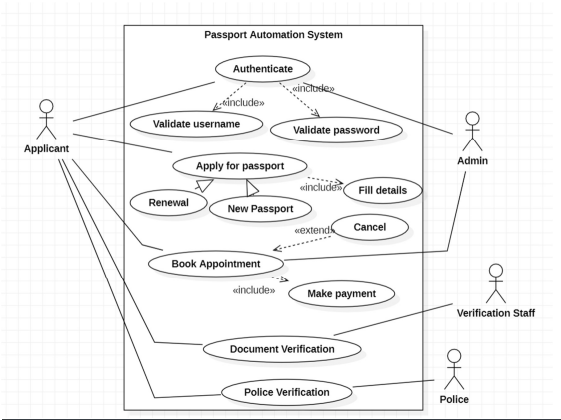 Passport Automation System
Authenticate
«include»
«include»
Validate username
Validate password
Applicant
Admin
Apply for passport
«include»
Fill details
Renewal
New Passport
«extend»
Cancel
Book Appointment
«include»
Make payment
Verification Staff
Document Verification
Police Verification
Police